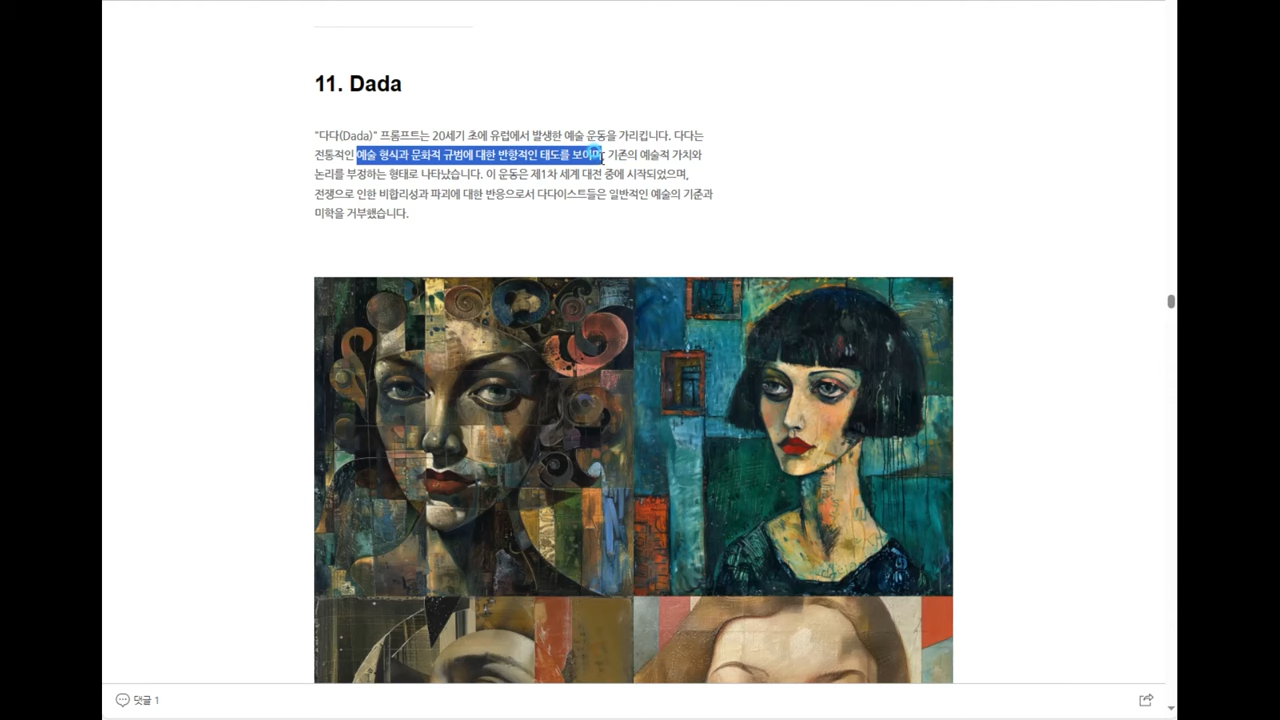 11. Dada
"다다(Dada)" 프롬프트는 20세기 초에 유럽에서 발생한 예술 운동을 가리킵니다. 다다는
전통적인 예술 형식과 문화적 규범에 대한 반항적인 태도를 보이며 기존의 예술적 가치와
논리를 부정하는 형태로 나타났습니다. 이 운동은 제1차 세계 대전 중에 시작되었으며,
전쟁으로 인한 비합리성과 파괴에 대한 반응으로서 다다이스트들은 일반적인 예술의 기준과
미학을 거부했습니다.
댓글 1